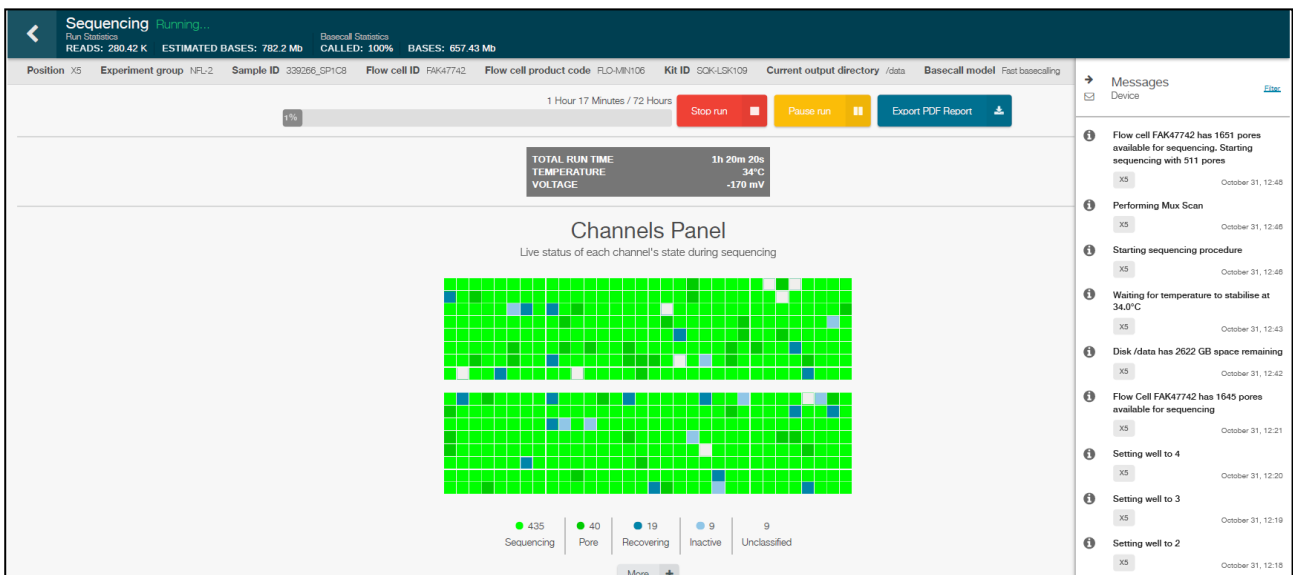 Sequencing Running...
Run Statistics Basecall Statistics
READS: 280.42 K ESTIMATED BASES: 782.2 Mb CALLED: 100% BASES: 657.43 Mb
Position X5 Experiment group NFL-2 Sample ID 339266_SP1C8 Flow cell ID FAK47742 Flow cell product code FLO-MIN106 Kit ID SQK-LSK109 Current output directory /data Basecall model Fast basecalling
1 Hour 17 Minutes / 72 Hours
1%
Stop run
Pause run
Export PDF Report
TOTAL RUN TIME 1h 20m 20s
TEMPERATURE 34°C
VOLTAGE -170 mV
Channels Panel
Live status of each channel's state during sequencing
435 40 19 9 9
Sequencing Pore Recovering Inactive Unclassified
More +
Messages
Device
Filter
Flow cell FAK47742 has 1651 pores
available for sequencing. Starting
sequencing with 511 pores
X5 October 31, 12:48
Performing Mux Scan
X5 October 31, 12:46
Starting sequencing procedure
X5 October 31, 12:46
Waiting for temperature to stabilise at
34.0°C
X5 October 31, 12:43
Disk /data has 2622 GB space remaining
X5 October 31, 12:42
Flow Cell FAK47742 has 1645 pores
available for sequencing
X5 October 31, 12:21
Setting well to 4
X5 October 31, 12:20
Setting well to 3
X5 October 31, 12:19
Setting well to 2
X5 October 31, 12:18